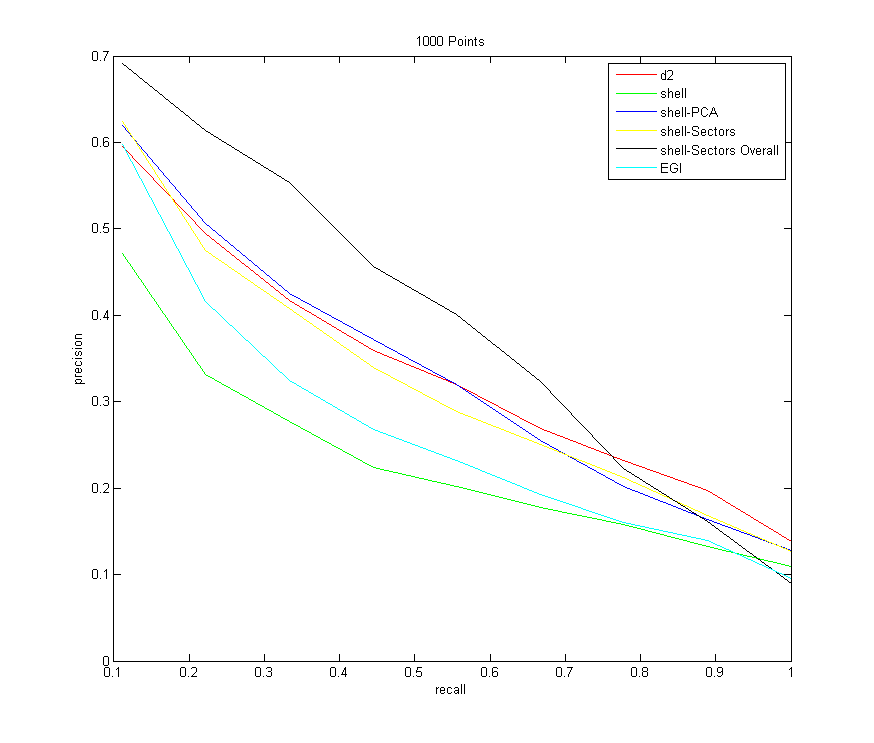 1000 Points
0.7
0.6
0.5
0.4
0.3
0.2
0.1
0
precision
d2
shell
shell-PCA
shell-Sectors
shell-Sectors Overall
EGI
0.1 0.2 0.3 0.4 0.5 0.6 0.7 0.8 0.9 1
recall